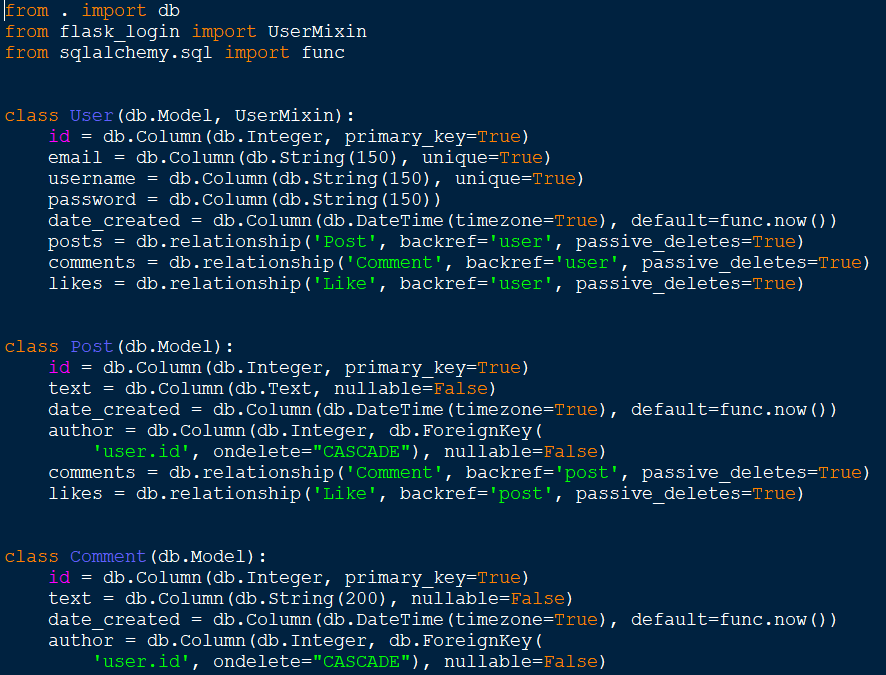 from . import db
from flask_login import UserMixin
from sqlalchemy.sql import func


class User(db.Model, UserMixin):
    id = db.Column(db.Integer, primary_key=True)
    email = db.Column(db.String(150), unique=True)
    username = db.Column(db.String(150), unique=True)
    password = db.Column(db.String(150))
    date_created = db.Column(db.DateTime(timezone=True), default=func.now())
    posts = db.relationship('Post', backref='user', passive_deletes=True)
    comments = db.relationship('Comment', backref='user', passive_deletes=True)
    likes = db.relationship('Like', backref='user', passive_deletes=True)


class Post(db.Model):
    id = db.Column(db.Integer, primary_key=True)
    text = db.Column(db.Text, nullable=False)
    date_created = db.Column(db.DateTime(timezone=True), default=func.now())
    author = db.Column(db.Integer, db.ForeignKey(
        'user.id', ondelete="CASCADE"), nullable=False)
    comments = db.relationship('Comment', backref='post', passive_deletes=True)
    likes = db.relationship('Like', backref='post', passive_deletes=True)


class Comment(db.Model):
    id = db.Column(db.Integer, primary_key=True)
    text = db.Column(db.String(200), nullable=False)
    date_created = db.Column(db.DateTime(timezone=True), default=func.now())
    author = db.Column(db.Integer, db.ForeignKey(
        'user.id', ondelete="CASCADE"), nullable=False)